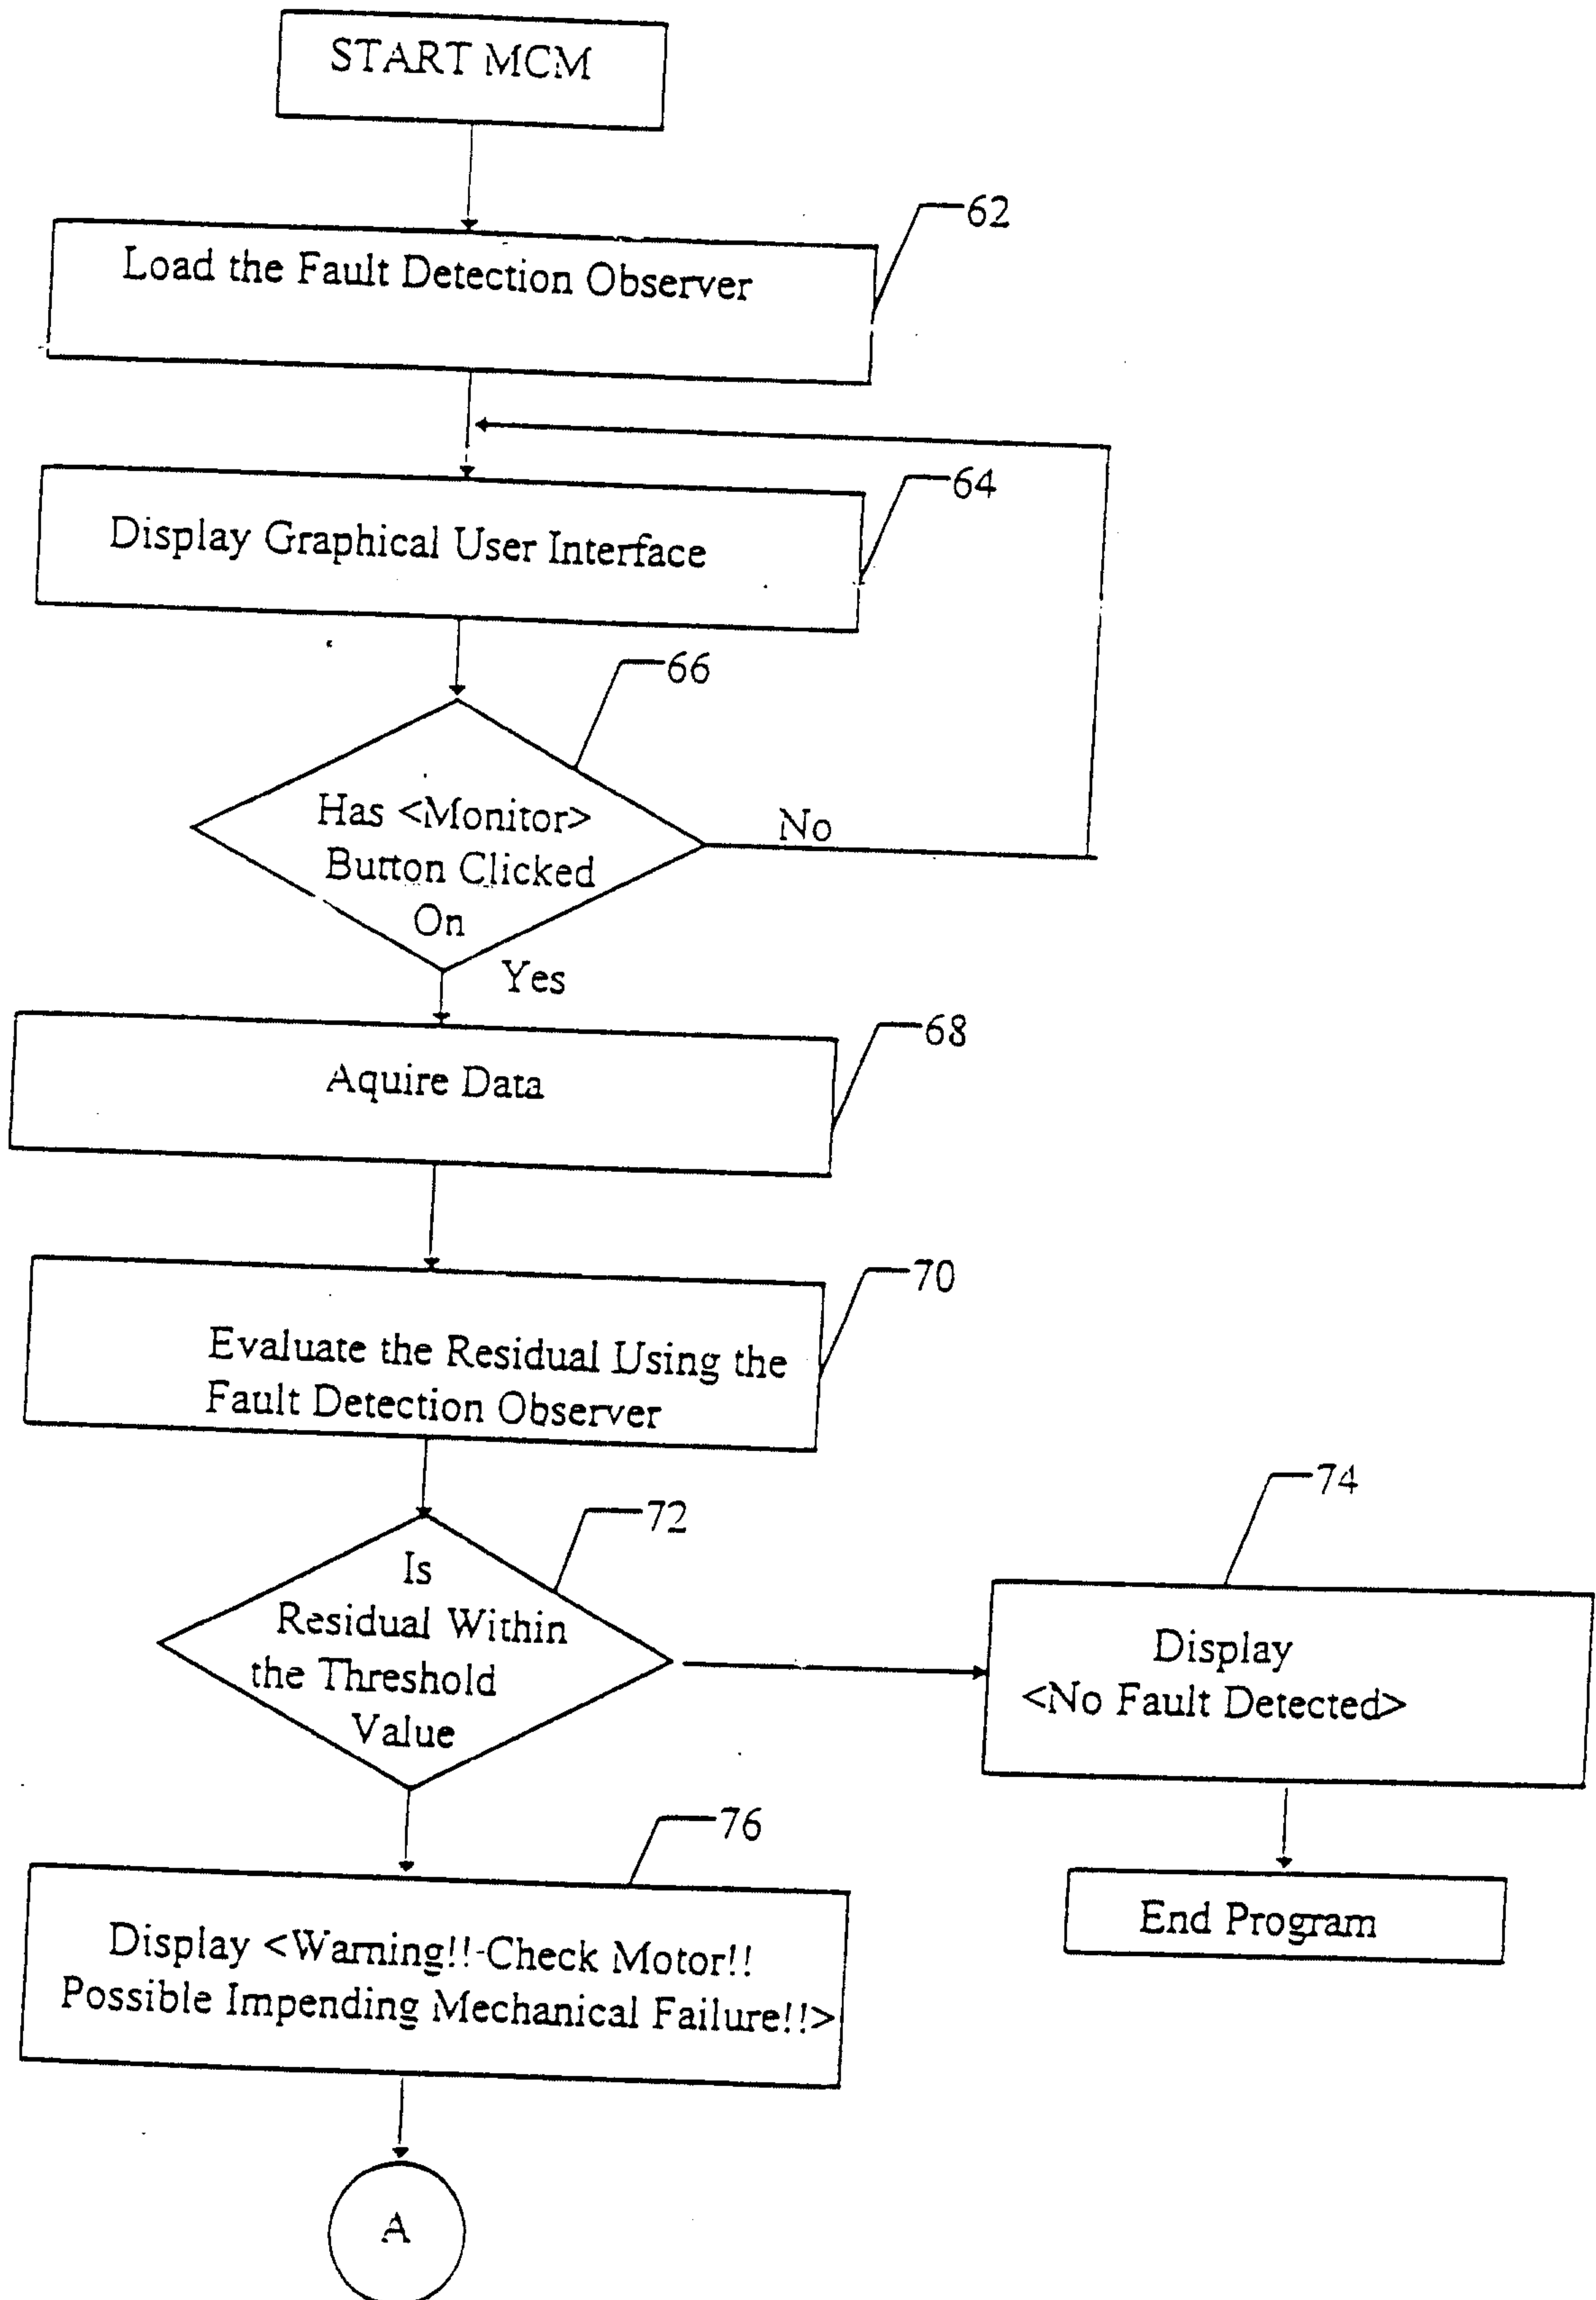 START MCM
62
Load the Fault Detection Observer
64
Display Graphical User Interface
66
Has <Monitor>
Button Clicked
On
No
Yes
68
Aquire Data
70
Evaluate the Residual Using the
Fault Detection Observer
72
Is
Residual Within
the Threshold
Value
74
Display
<No Fault Detected>
76
End Program
Display <Warning!!-Check Motor!!
Possible Impending Mechanical Failure!!>
A